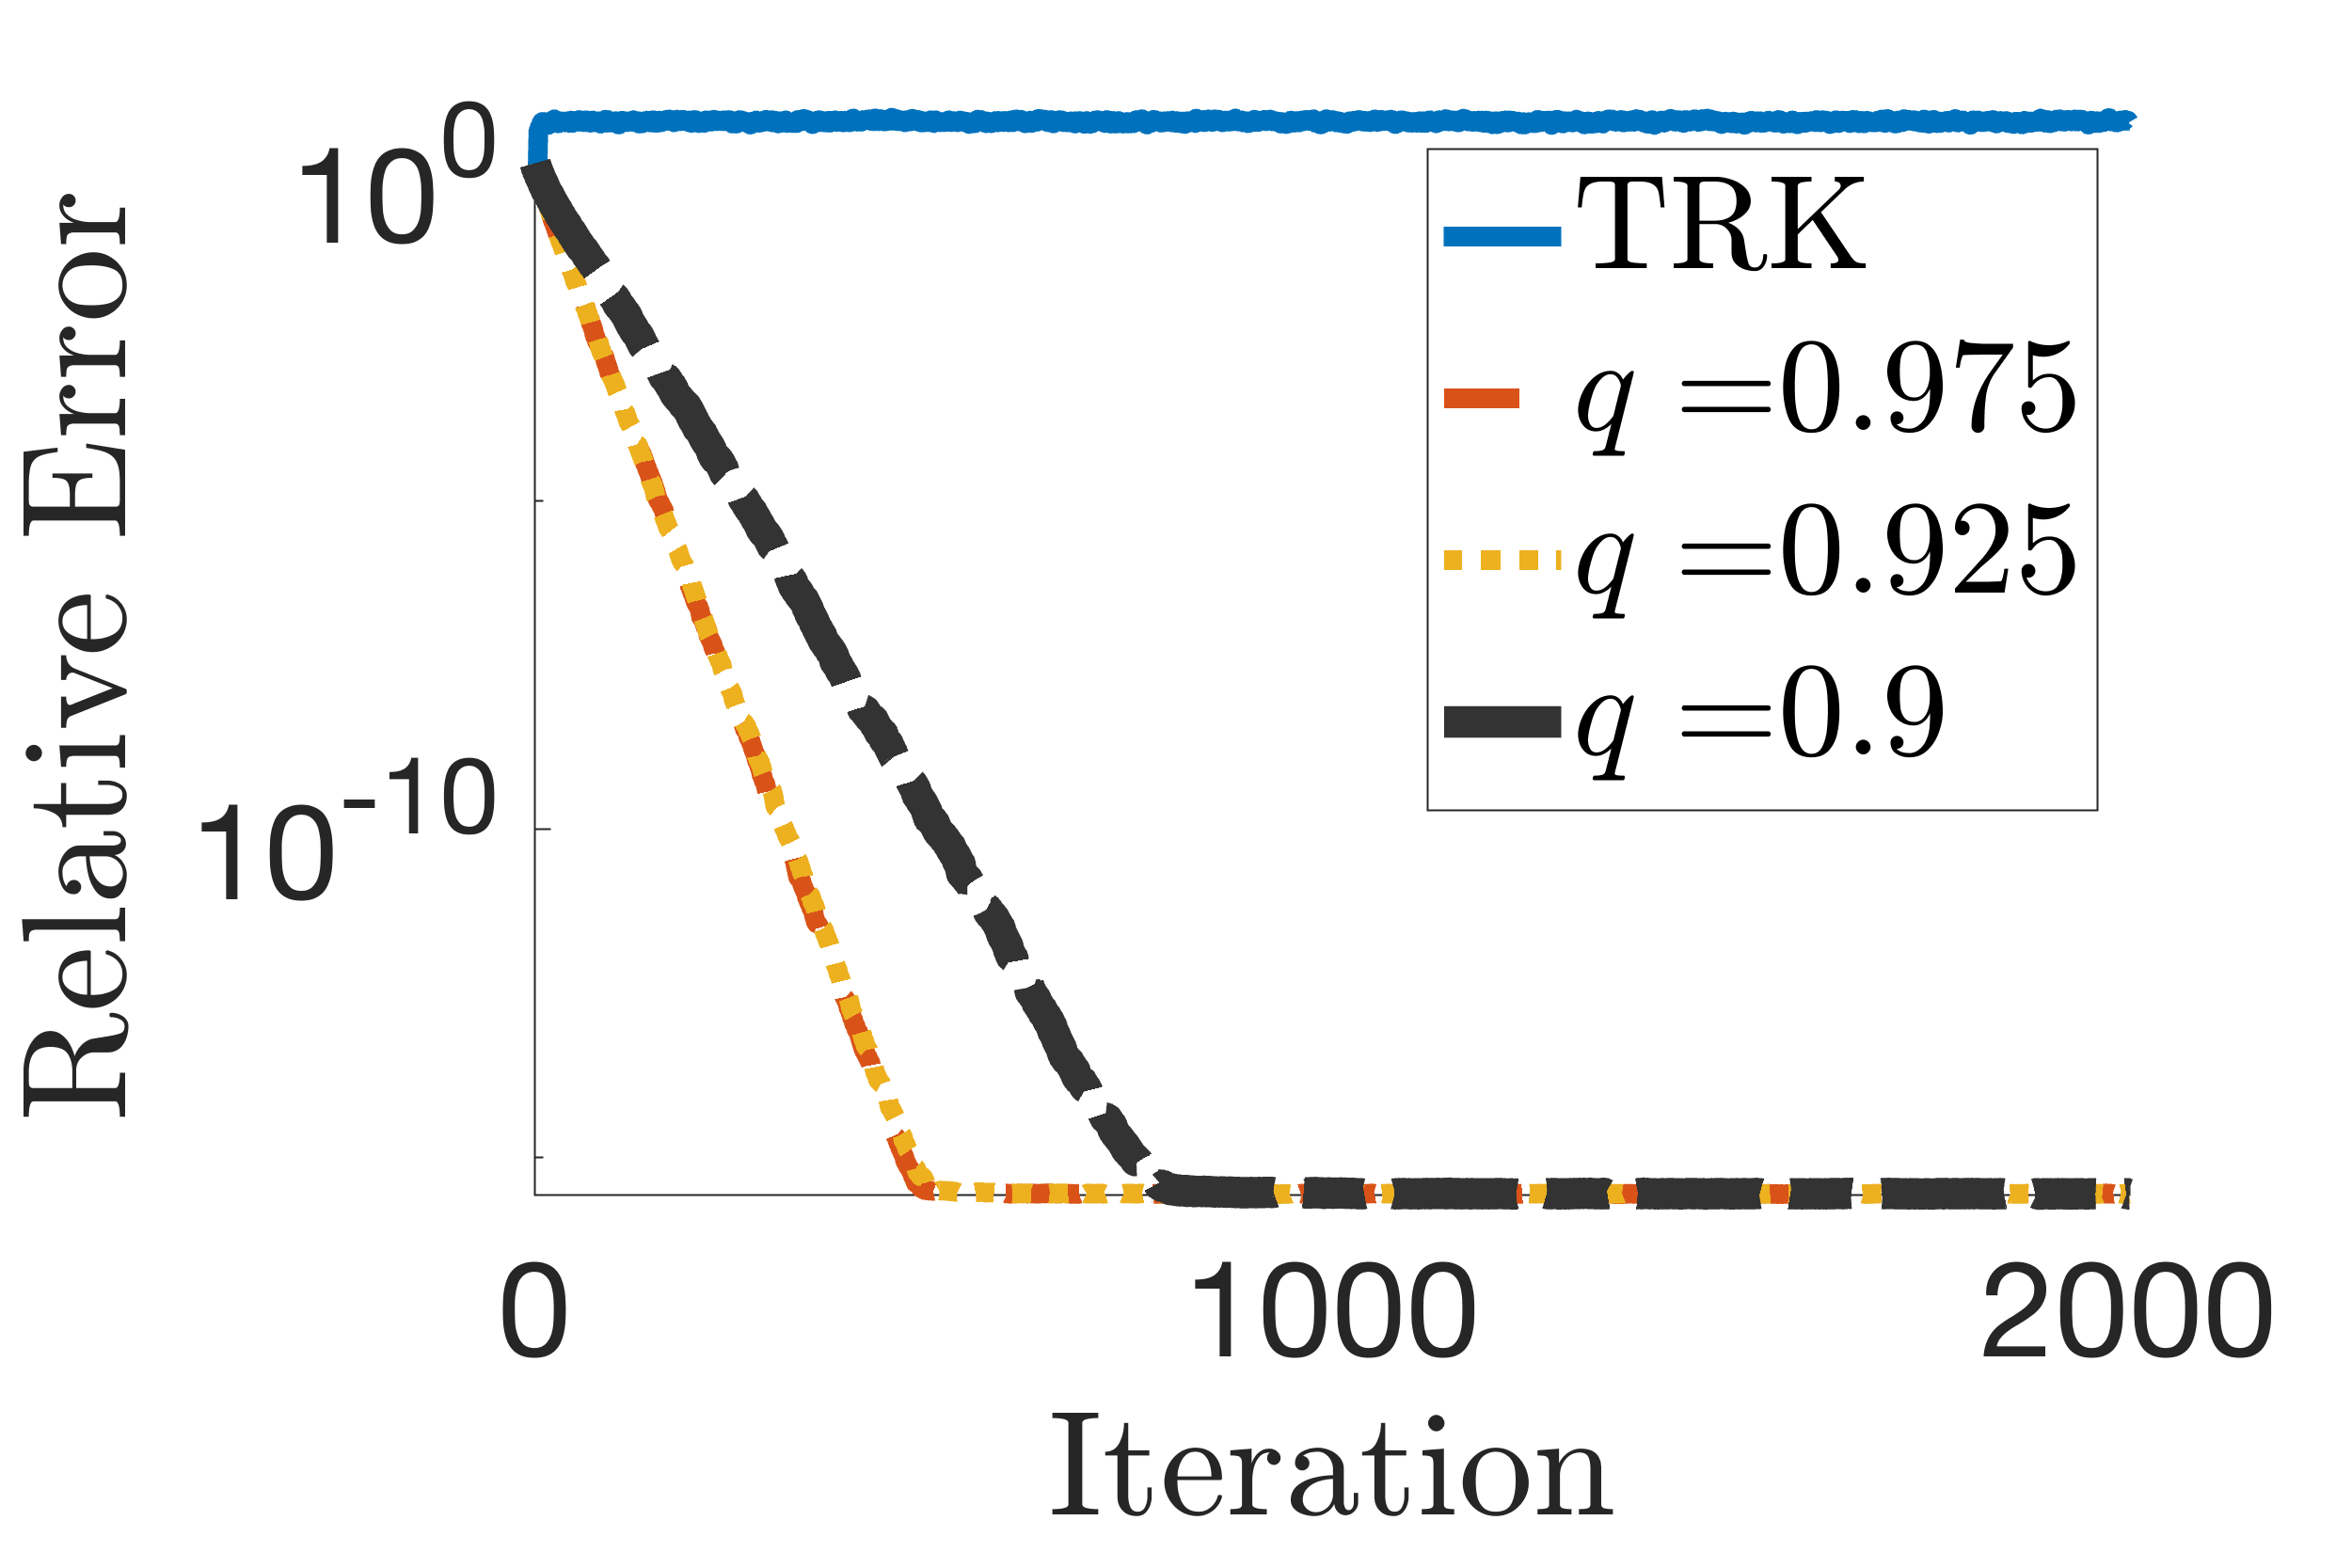 Relative Error
10^0
10^-10
TRK
q =0.975
q =0.925
q =0.9
0 1000 2000
Iteration